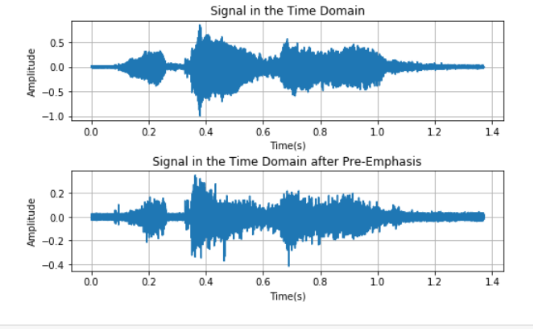 Signal in the Time Domain
0.5
0.0
−0.5
−1.0
Amplitude
0.0 0.2 0.4 0.6 0.8 1.0 1.2 1.4
Time(s)
Signal in the Time Domain after Pre-Emphasis
0.2
0.0
−0.2
−0.4
Amplitude
0.0 0.2 0.4 0.6 0.8 1.0 1.2 1.4
Time(s)